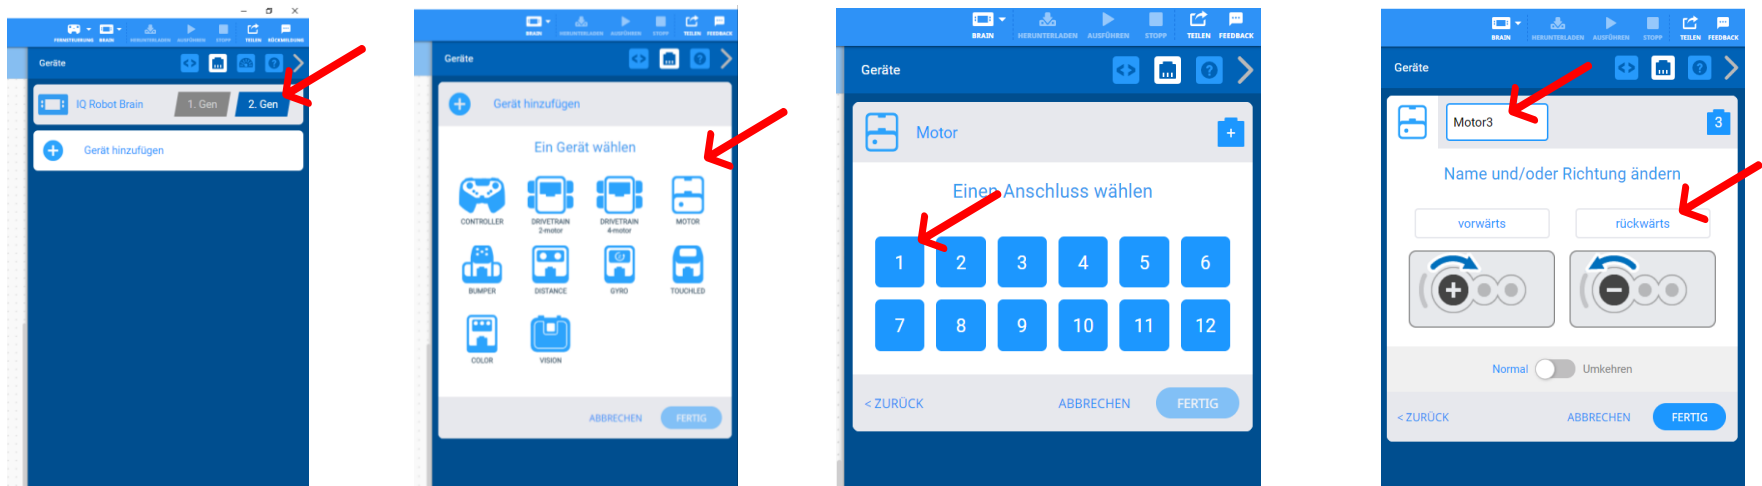 FERNSTEUERUNG BRAIN HERUNTERLADEN AUSFÜHREN STOPP TEILEN RÜCKMELDUNG
Geräte
IQ Robot Brain 1. Gen 2. Gen
Gerät hinzufügen
BRAIN HERUNTERLADEN AUSFÜHREN STOPP TEILEN FEEDBACK
Geräte
Gerät hinzufügen
Ein Gerät wählen
CONTROLLER DRIVETRAIN DRIVETRAIN MOTOR
2-motor 4-motor
BUMPER DISTANCE GYRO TOUCHLED
COLOR VISION
ABBRECHEN FERTIG
BRAIN HERUNTERLADEN AUSFÜHREN STOPP TEILEN FEEDBACK
Geräte
Motor
Einen Anschluss wählen
1 2 3 4 5 6
7 8 9 10 11 12
< ZURÜCK ABBRECHEN FERTIG
BRAIN HERUNTERLADEN AUSFÜHREN STOPP TEILEN FEEDBACK
Geräte
Motor3 3
Name und/oder Richtung ändern
vorwärts rückwärts
Normal Umkehren
< ZURÜCK ABBRECHEN FERTIG